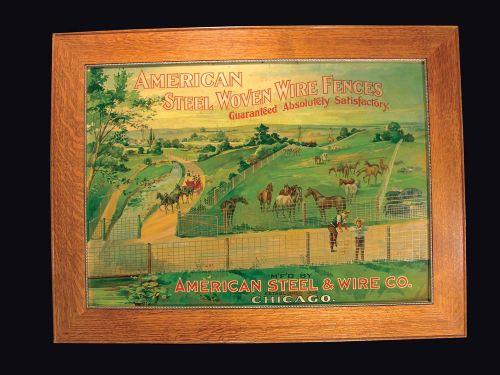 AMERICAN
STEEL WOVEN WIRE FENCES
Guaranteed Absolutely Satisfactory.
M'F'D BY
AMERICAN STEEL & WIRE CO.
CHICAGO.